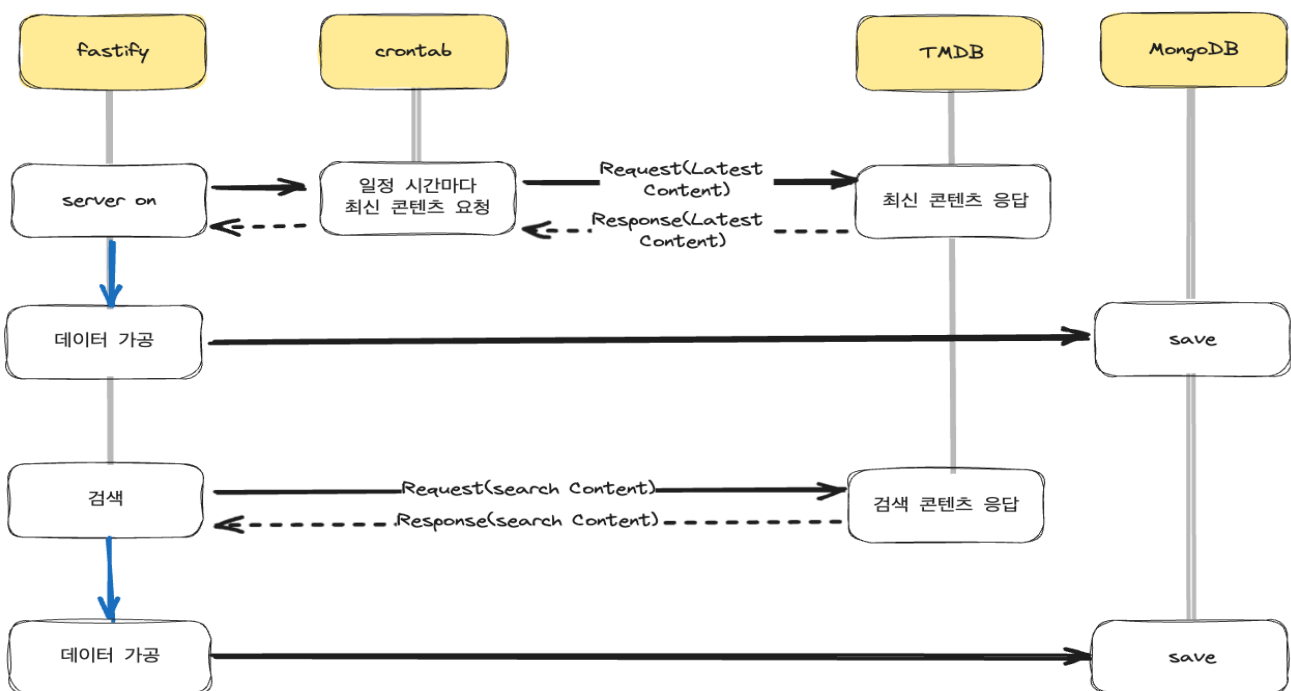 fastify
crontab
TMDB
MongoDB
server on
일정 시간마다
최신 콘텐츠 요청
Request(Latest
Content)
Response(Latest
Content)
최신 콘텐츠 응답
데이터 가공
save
검색
Request(search Content)
Response(search Content)
검색 콘텐츠 응답
데이터 가공
save